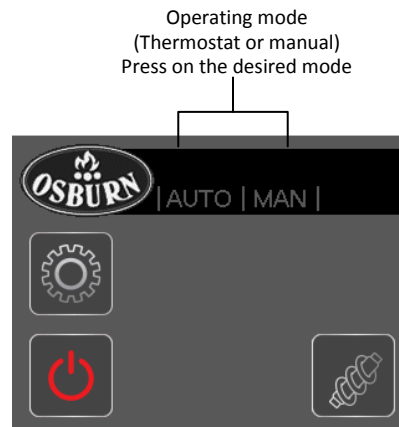 Operating mode
(Thermostat or manual)
Press on the desired mode
OSBURN
| AUTO | MAN |